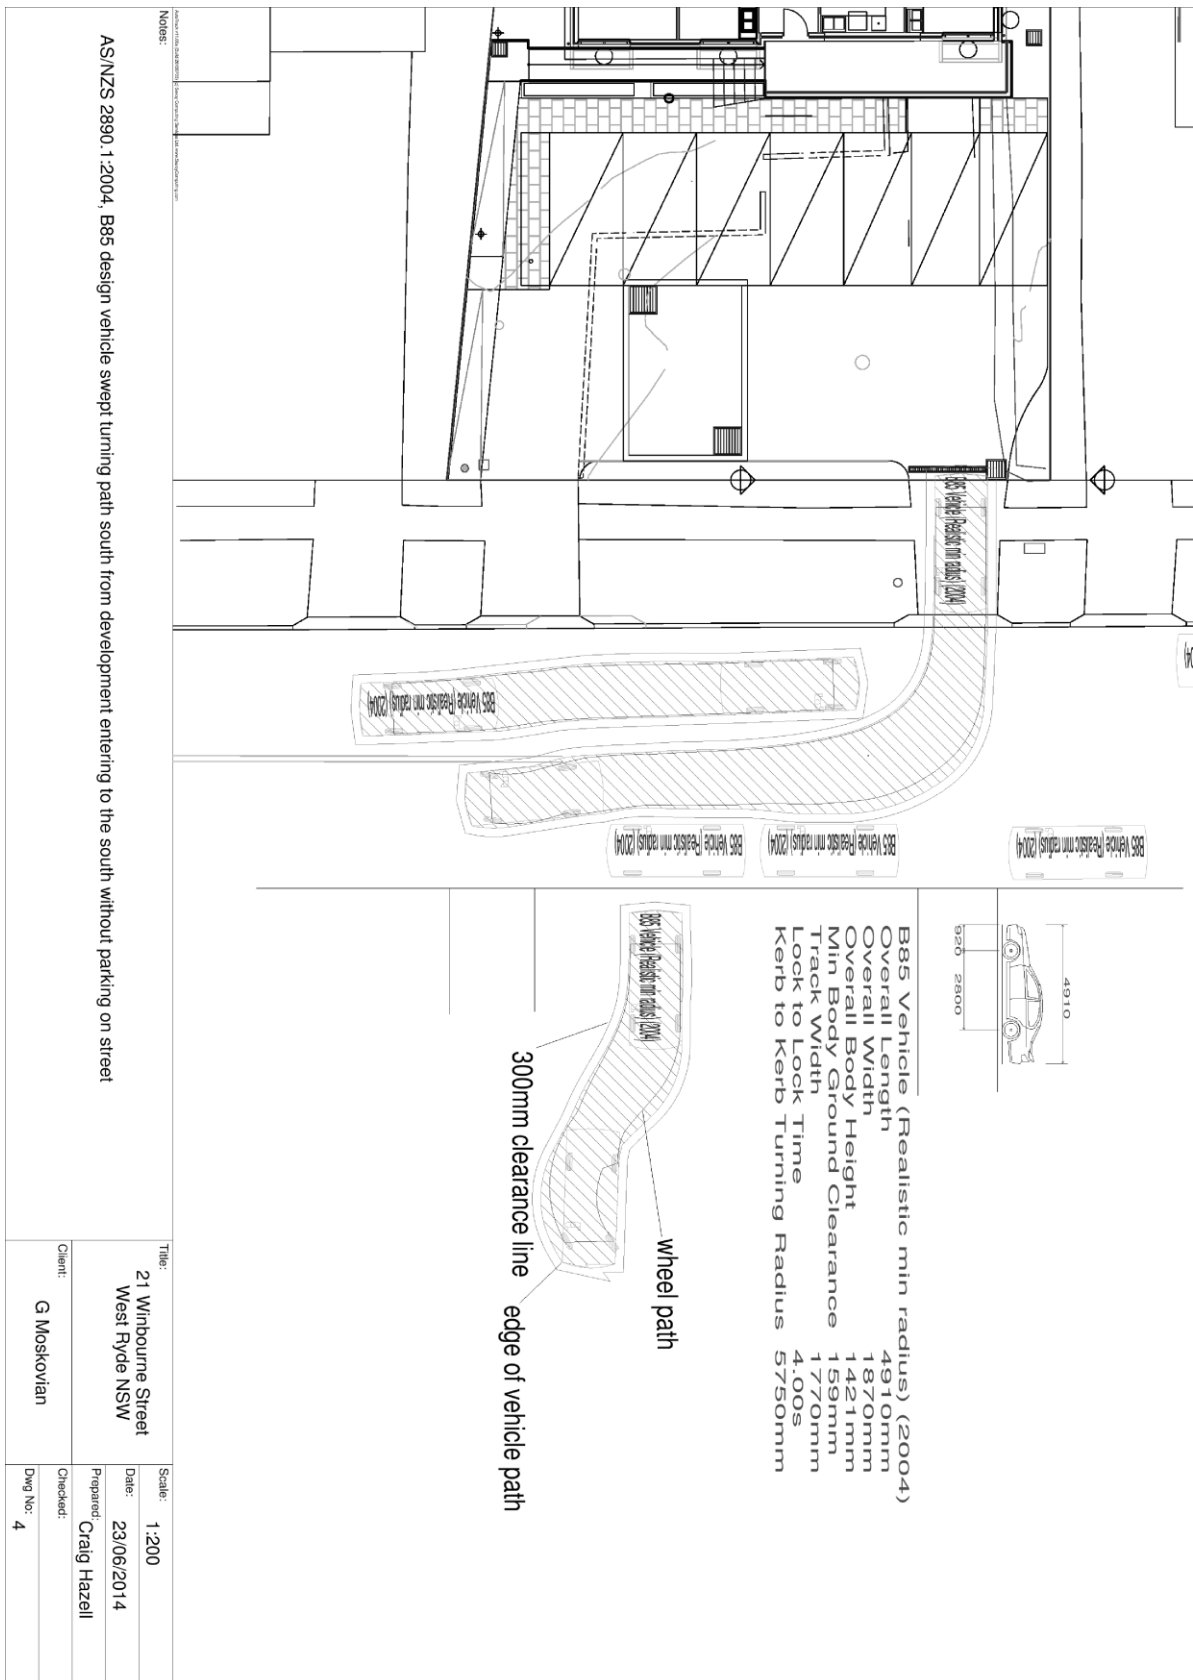 B85 Vehicle (Realistic min radius) (2004)
B85 Vehicle (Realistic min radius) (2004)
B85 Vehicle (Realistic min radius) (2004)
B85 Vehicle (Realistic min radius) (2004)
B85 Vehicle (Realistic min radius) (2004)
4910
920
2800
B85 Vehicle (Realistic min radius) (2004)
Overall Length 4910mm
Overall Width 1870mm
Overall Body Height 1421mm
Min Body Ground Clearance 159mm
Track Width 1770mm
Lock to Lock Time 4.00s
Kerb to Kerb Turning Radius 5750mm
B85 Vehicle (Realistic min radius) (2004)
wheel path
300mm clearance line
edge of vehicle path
Notes:
AS/NZS 2890.1:2004, B85 design vehicle swept turning path south from development entering to the south without parking on street
Title:
21 Winbourne Street
West Ryde NSW
Client:
G Moskovian
Scale: 1:200
Date: 23/06/2014
Prepared: Craig Hazell
Checked:
Dwg No: 4